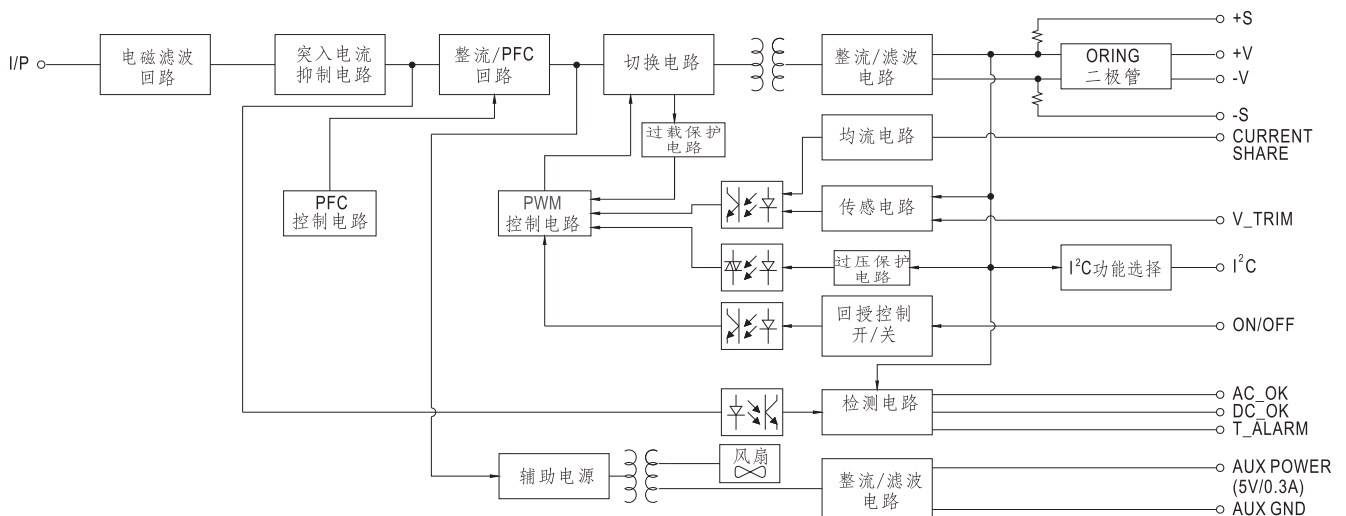 I/P
电磁滤波
回路
突入电流
抑制电路
整流/PFC
回路
切换电路
整流/滤波
电路
ORING
二极管
+S
+V
-V
-S
过载保护
电路
均流电路
CURRENT
SHARE
PFC
控制电路
PWM
控制电路
传感电路
V_TRIM
过压保护
电路
I²C功能选择
I²C
回授控制
开/关
ON/OFF
检测电路
AC_OK
DC_OK
T_ALARM
辅助电源
风扇
整流/滤波
电路
AUX POWER
(5V/0.3A)
AUX GND